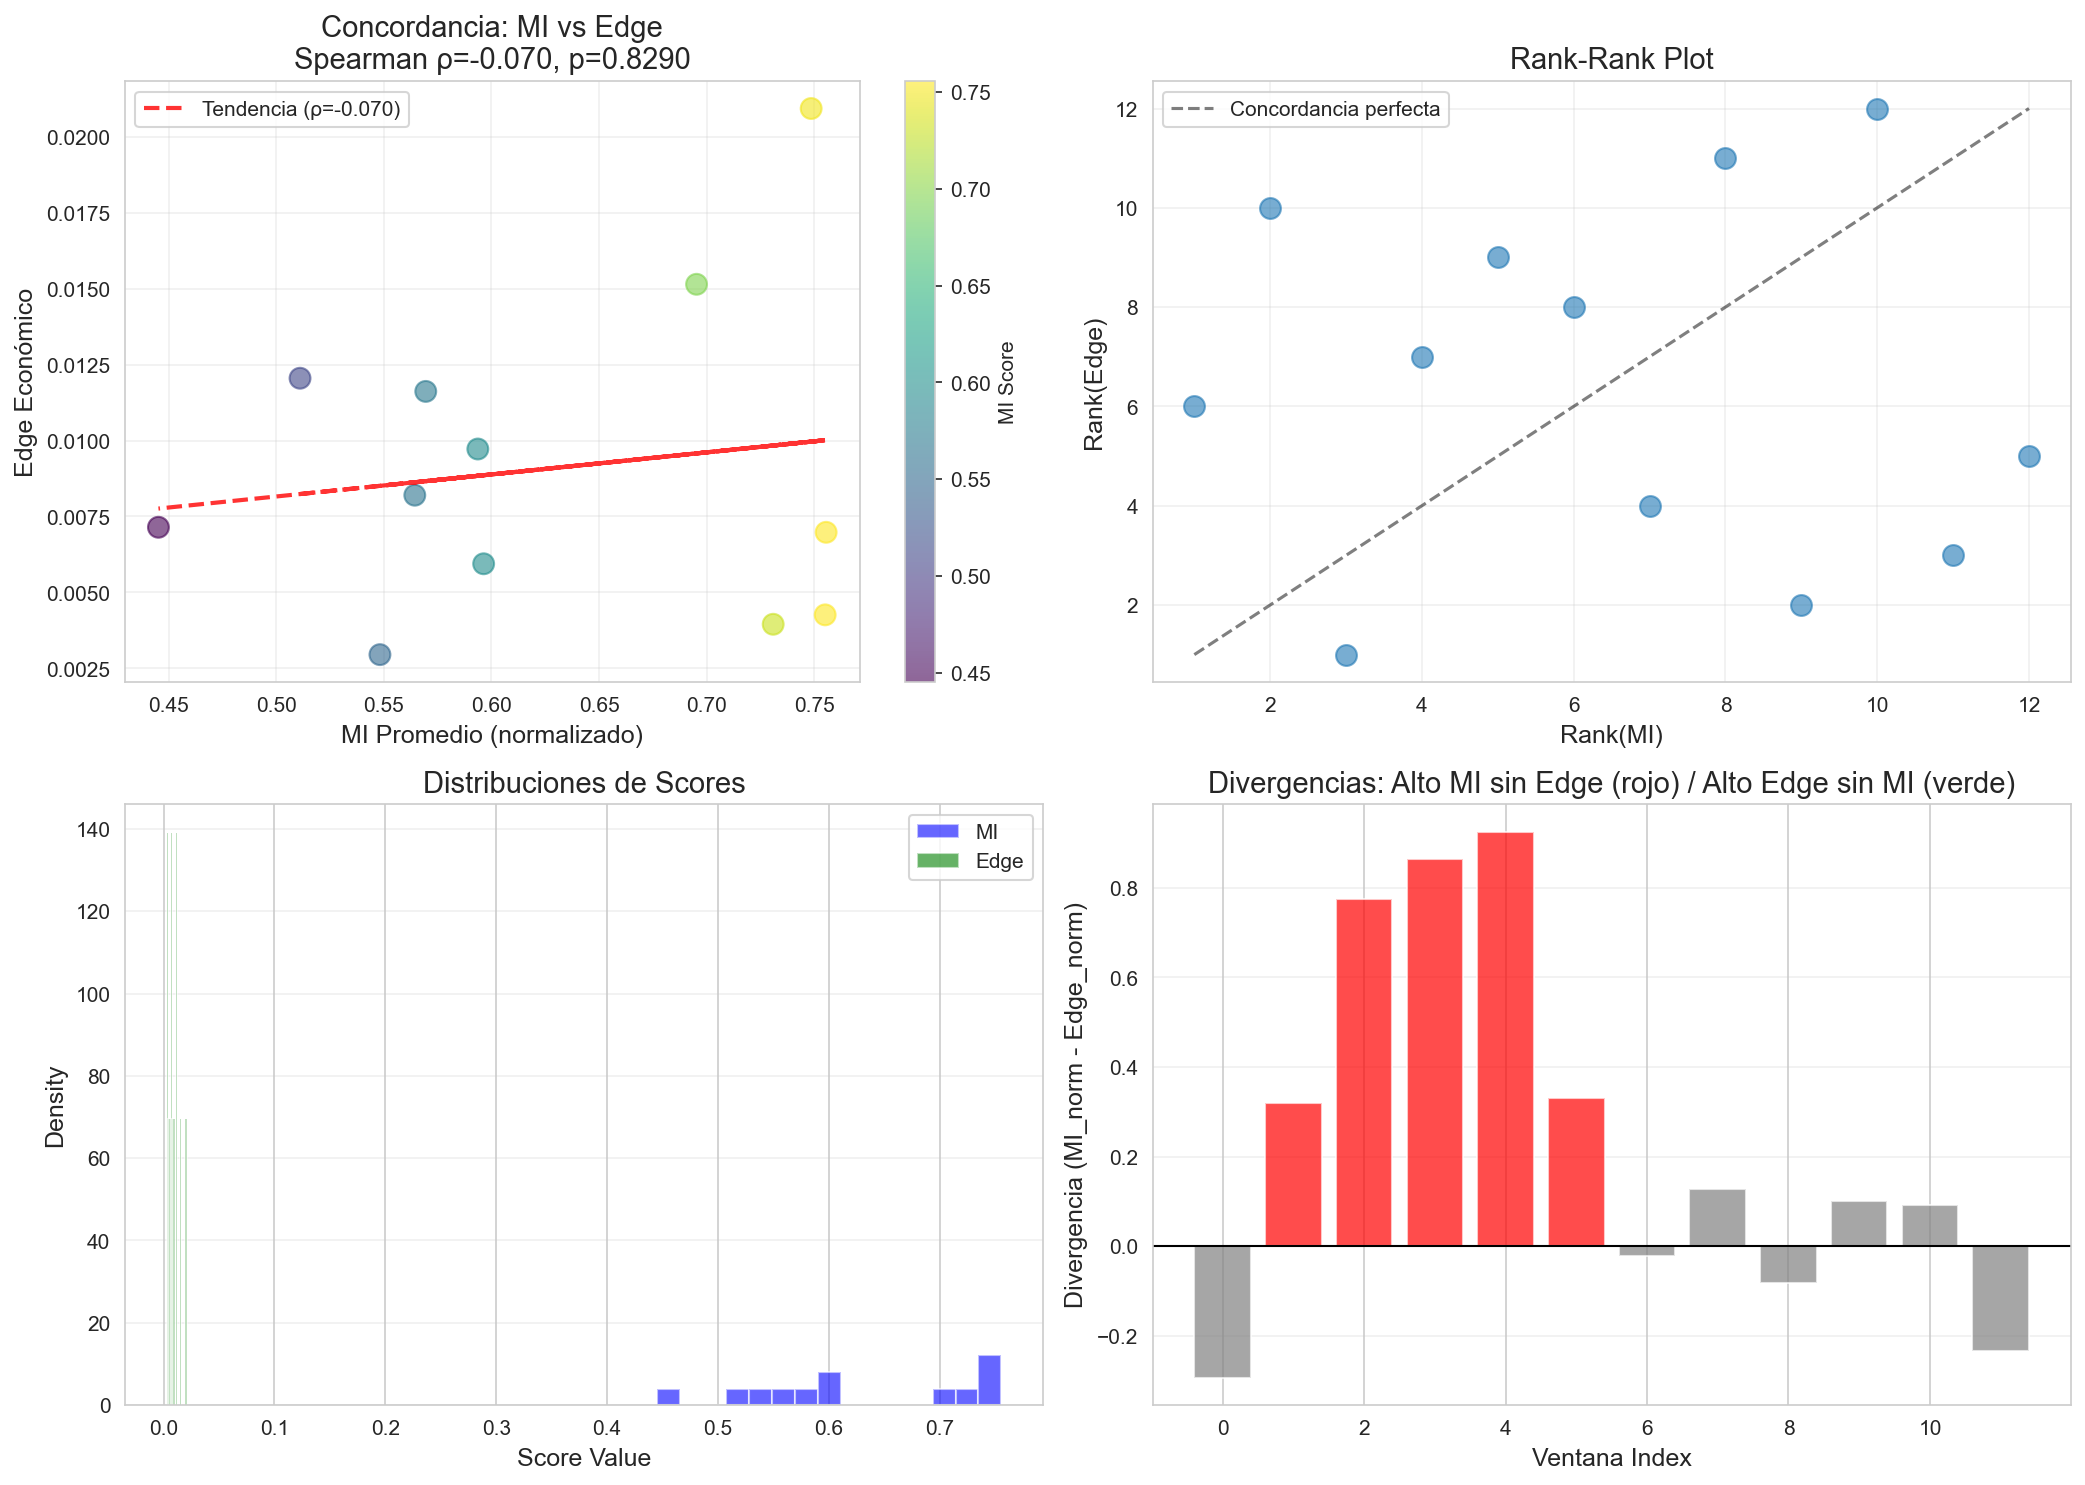 Concordancia: MI vs Edge
Spearman ρ=-0.070, p=0.8290
Tendencia (ρ=-0.070)
0.0200
0.0175
0.0150
0.0125
0.0100
0.0075
0.0050
0.0025
Edge Económico
0.45 0.50 0.55 0.60 0.65 0.70 0.75
MI Promedio (normalizado)
0.75
0.70
0.65
0.60
0.55
0.50
0.45
MI Score
Rank-Rank Plot
Concordancia perfecta
12
10
8
6
4
2
Rank(Edge)
2 4 6 8 10 12
Rank(MI)
Distribuciones de Scores
MI
Edge
140
120
100
80
60
40
20
0
Density
0.0 0.1 0.2 0.3 0.4 0.5 0.6 0.7
Score Value
Divergencias: Alto MI sin Edge (rojo) / Alto Edge sin MI (verde)
0.8
0.6
0.4
0.2
0.0
−0.2
Divergencia (MI_norm - Edge_norm)
0 2 4 6 8 10
Ventana Index